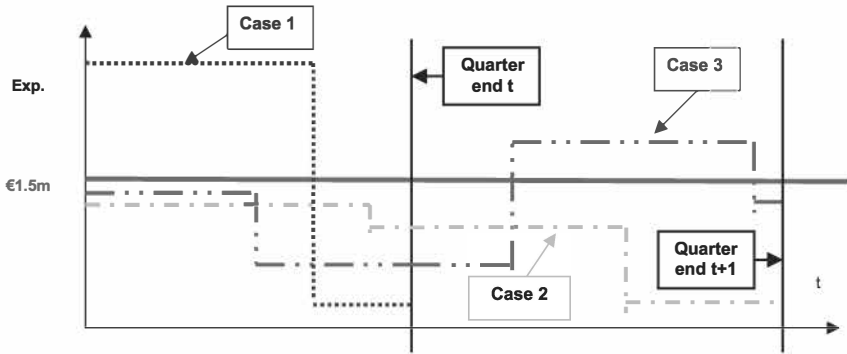 Case 1
Exp.
Quarter
end t
Case 3
€1.5m
Quarter
end t+1
Case 2
t